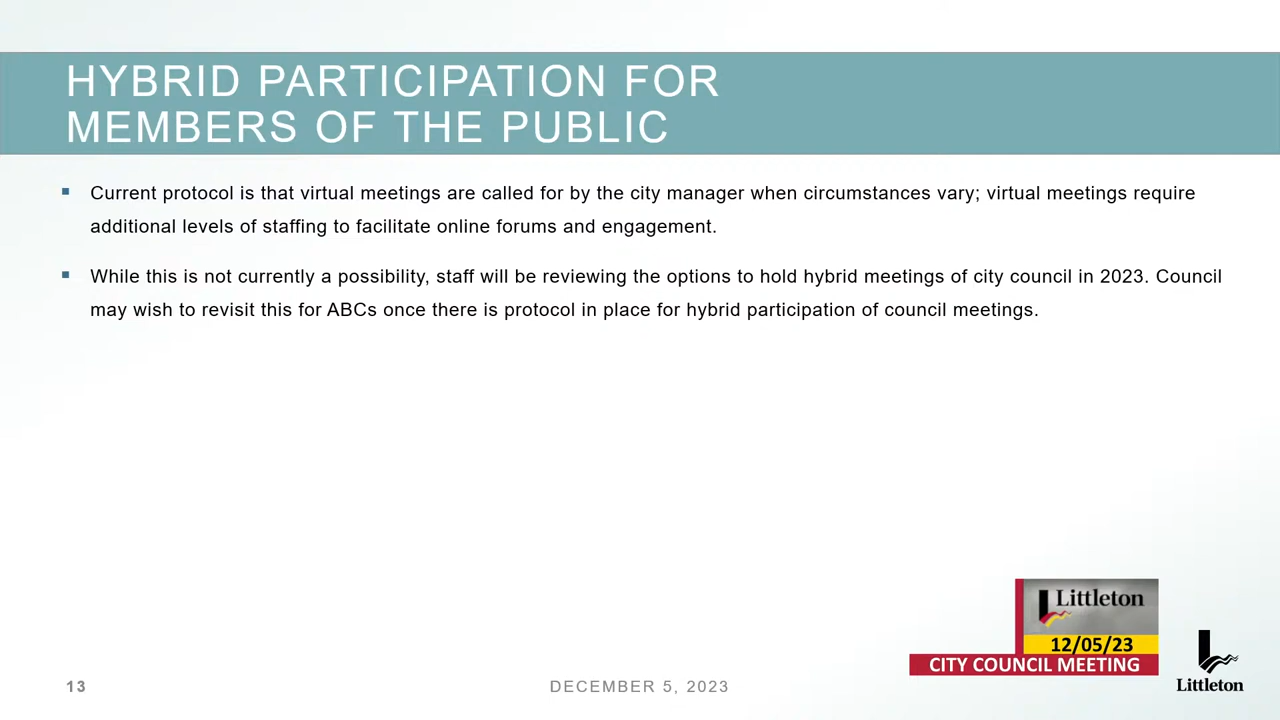 HYBRID PARTICIPATION FOR
MEMBERS OF THE PUBLIC
Current protocol is that virtual meetings are called for by the city manager when circumstances vary; virtual meetings require
additional levels of staffing to facilitate online forums and engagement.
While this is not currently a possibility, staff will be reviewing the options to hold hybrid meetings of city council in 2023. Council
may wish to revisit this for ABCs once there is protocol in place for hybrid participation of council meetings.
Littleton
12/05/23
CITY COUNCIL MEETING
Littleton
13
DECEMBER 5, 2023